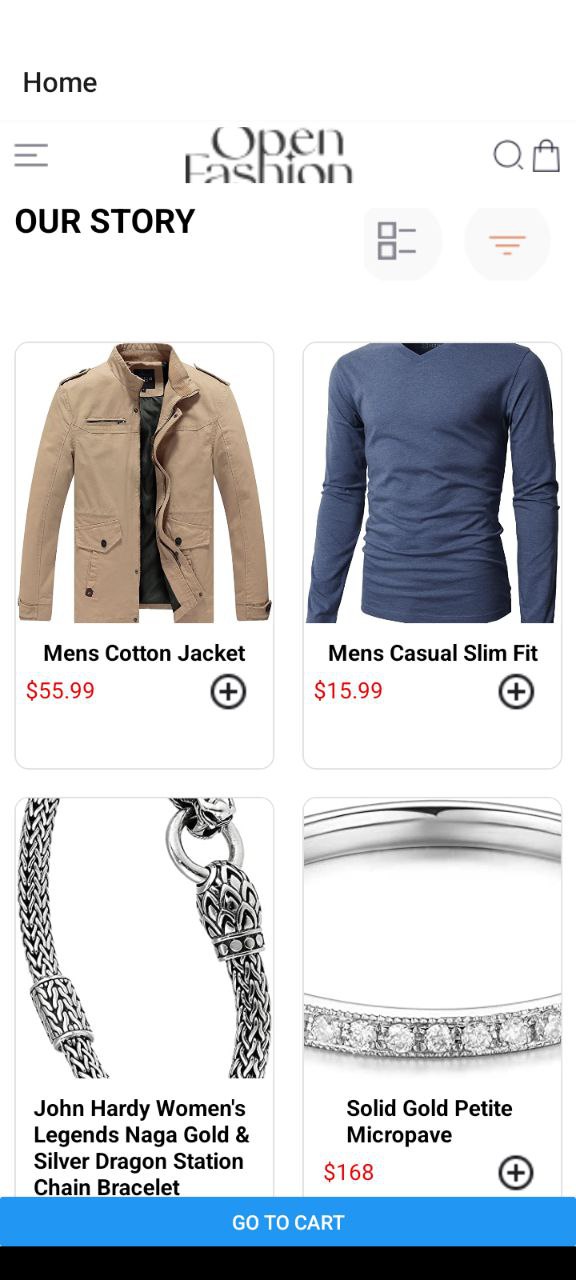 Home
Open
Fashion
OUR STORY
Mens Cotton Jacket
Mens Casual Slim Fit
$55.99
$15.99
John Hardy Women's
Legends Naga Gold &
Silver Dragon Station
Chain Bracelet
Solid Gold Petite
Micropave
$168
GO TO CART